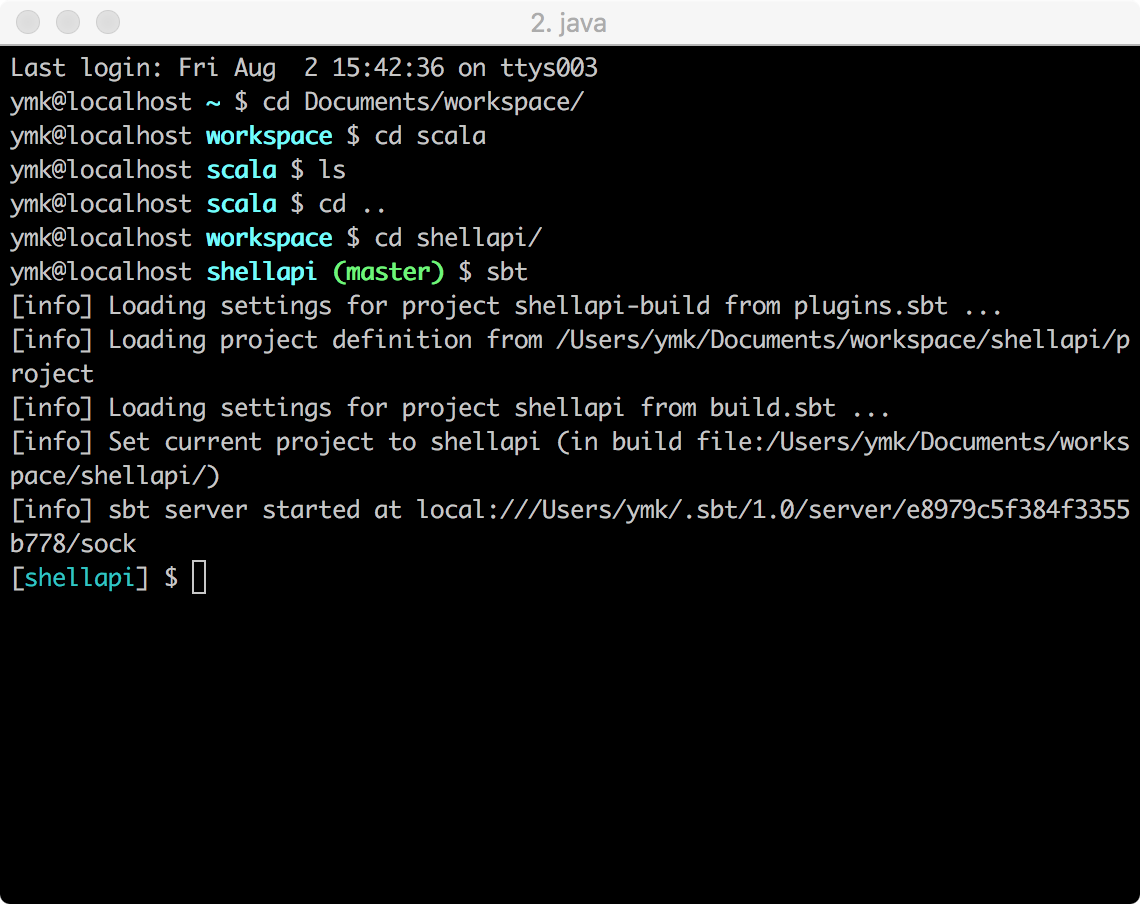 2. java
Last login: Fri Aug  2 15:42:36 on ttys003
ymk@localhost ~ $ cd Documents/workspace/
ymk@localhost workspace $ cd scala
ymk@localhost scala $ ls
ymk@localhost scala $ cd ..
ymk@localhost workspace $ cd shellapi/
ymk@localhost shellapi (master) $ sbt
[info] Loading settings for project shellapi-build from plugins.sbt ...
[info] Loading project definition from /Users/ymk/Documents/workspace/shellapi/p
roject
[info] Loading settings for project shellapi from build.sbt ...
[info] Set current project to shellapi (in build file:/Users/ymk/Documents/works
pace/shellapi/)
[info] sbt server started at local:///Users/ymk/.sbt/1.0/server/e8979c5f384f3355
b778/sock
[shellapi] $